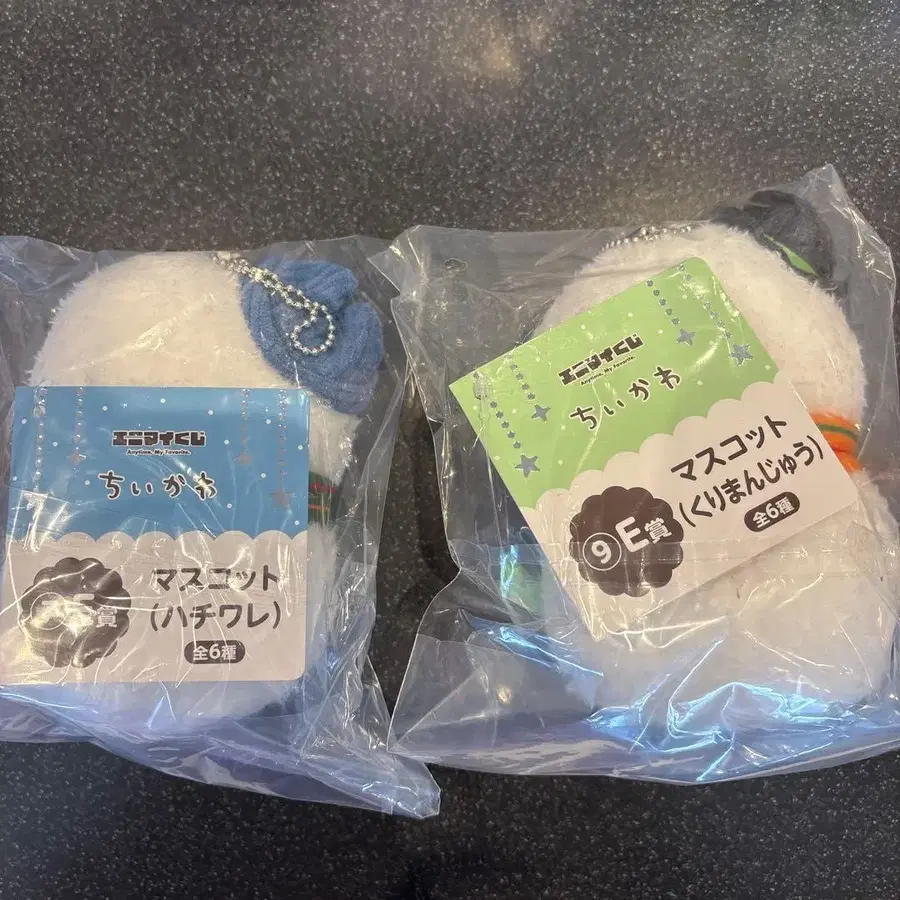 エニマイくじ
Anytime, My Favorite.
ちいかわ
E賞
マスコット
(ハチワレ)
全6種
エニマイくじ
Anytime, My Favorite.
ちいかわ
⑨E賞
マスコット
(くりまんじゅう)
全6種